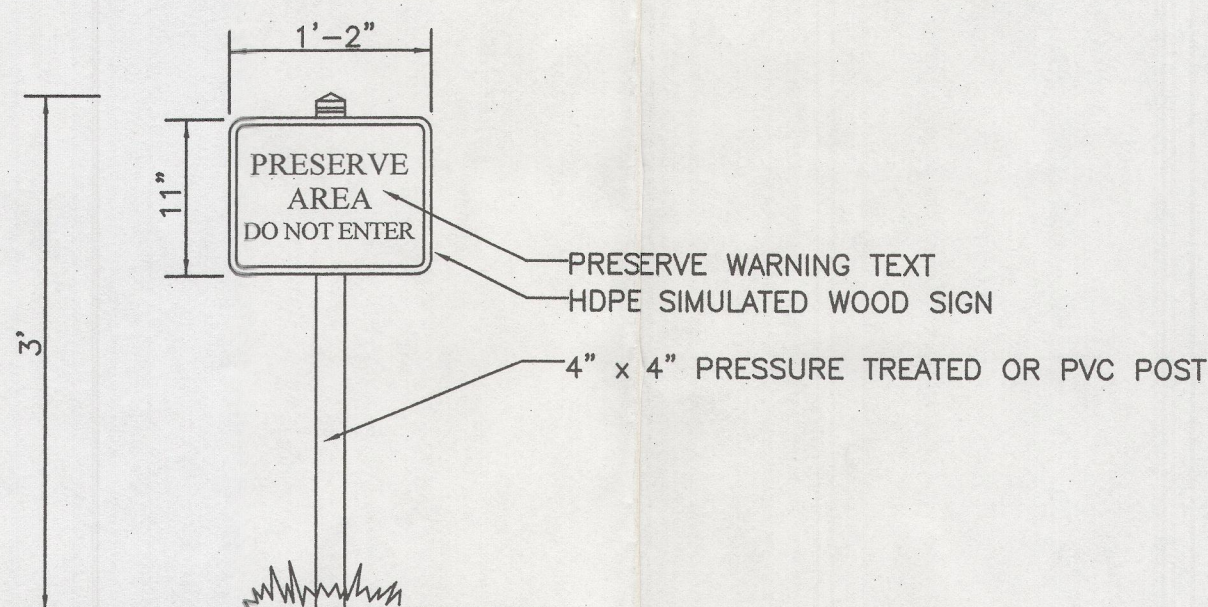 1'-2"
3'
11"
PRESERVE
AREA
DO NOT ENTER
PRESERVE WARNING TEXT
HDPE SIMULATED WOOD SIGN
4" x 4" PRESSURE TREATED OR PVC POST